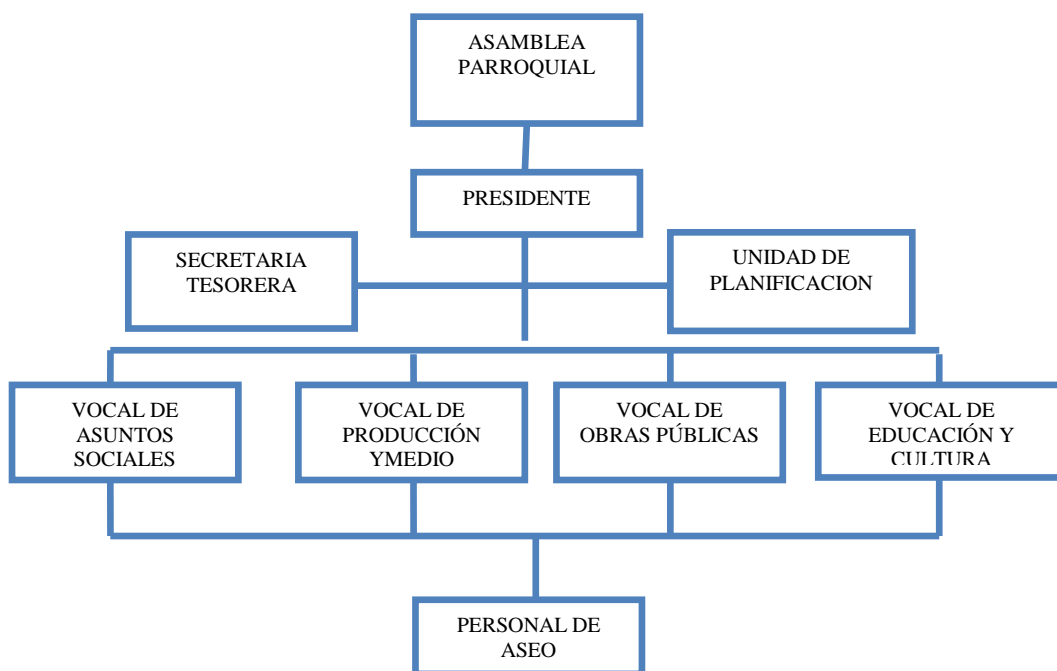 ASAMBLEA
PARROQUIAL
PRESIDENTE
SECRETARIA
TESORERA
UNIDAD DE
PLANIFICACION
VOCAL DE
ASUNTOS
SOCIALES
VOCAL DE
PRODUCCIÓN
YMEDIO
VOCAL DE
OBRAS PÚBLICAS
VOCAL DE
EDUCACIÓN Y
CULTURA
PERSONAL DE
ASEO